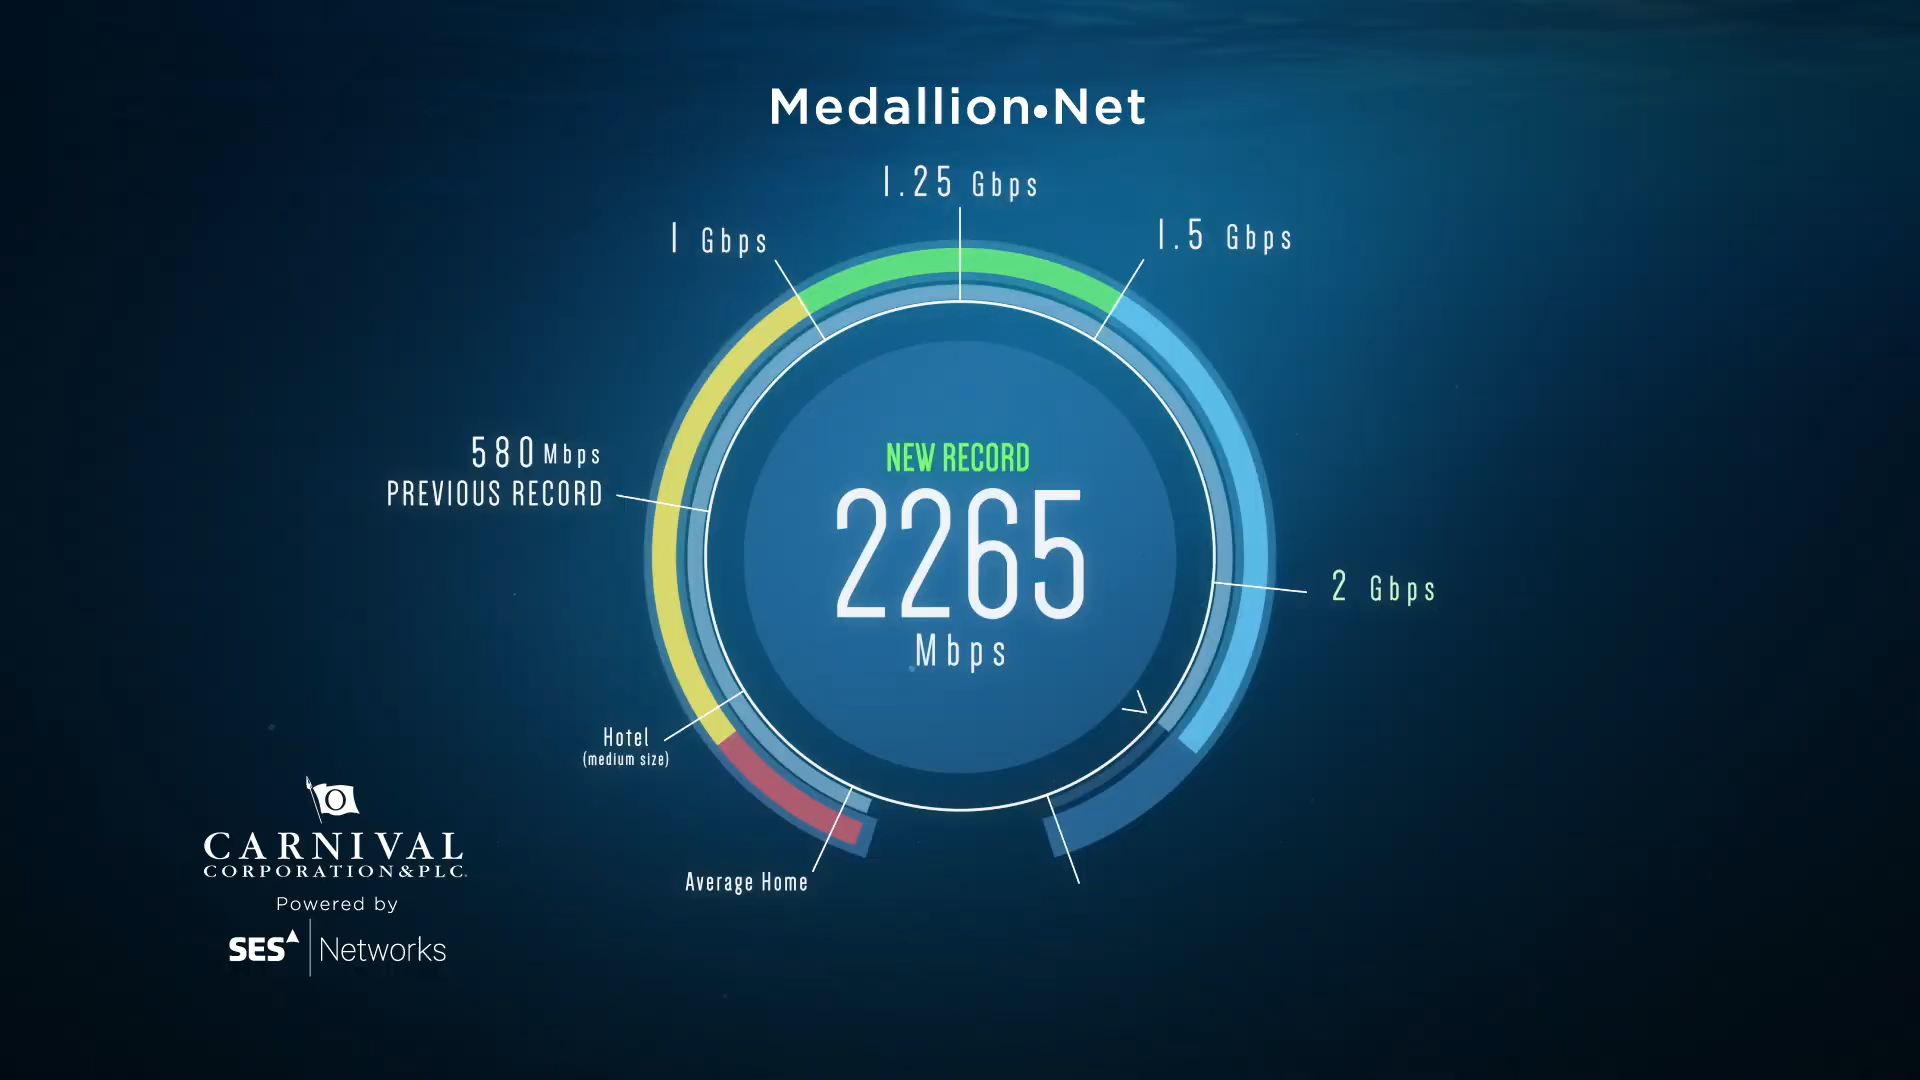 Medallion•Net
1.25 Gbps
1 Gbps
1.5 Gbps
580 Mbps
PREVIOUS RECORD
NEW RECORD
2265
Mbps
2 Gbps
Hotel
(medium size)
Average Home
CARNIVAL
CORPORATION&PLC.
Powered by
SES Networks